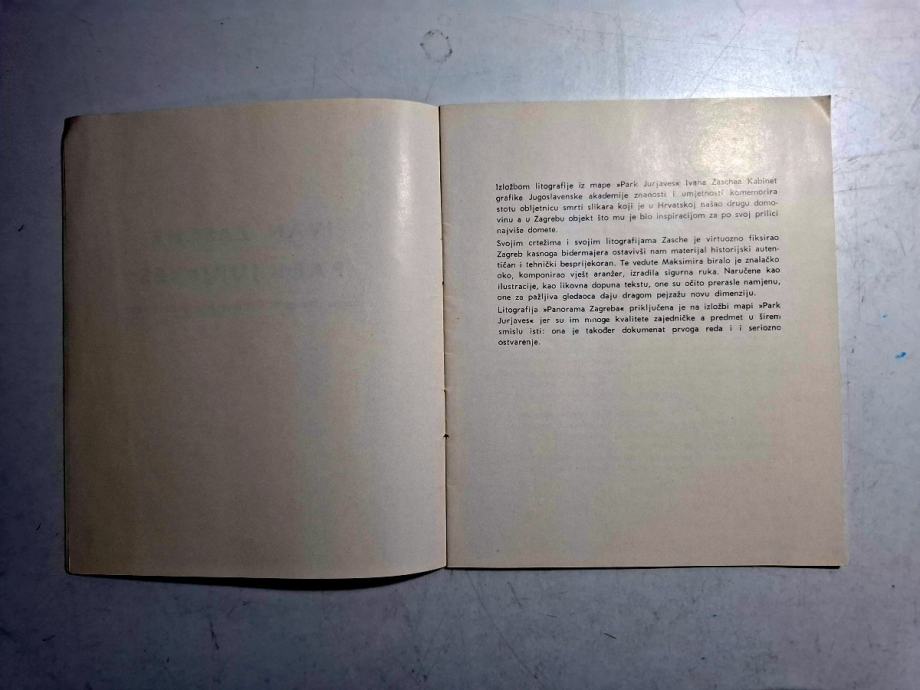 Izložbom litografije iz mape »Park Jurjaves« Ivana Zaschea Kabinet
grafike Jugoslavenske akademije znanosti i umjetnosti komemorira
stotu obljetnicu smrti slikara koji je u Hrvatskoj našao drugu domo-
vinu a u Zagrebu objekt što mu je bio inspiracijom za po svoj prilici
najviše domete.
Svojim crtežima i svojim litografijama Zasche je virtuozno fiksirao
Zagreb kasnoga bidermajera ostavivši nam materijal historijski auten-
tičan i tehnički besprijekoran. Te vedute Maksimira biralo je znalačko
oko, komponirao vješt aranžer, izradila sigurna ruka. Naručene kao
ilustracije, kao likovna dopuna tekstu, one su očito prerasle namjenu,
one za pažljiva gledaoca daju dragom pejzažu novu dimenziju.
Litografija »Panorama Zagreba« priključena je na izložbi mapi »Park
Jurjaves« jer su im mnoge kvalitete zajedničke a predmet u širem
smislu isti: ona je također dokumenat prvoga reda i i seriozno
ostvarenje.